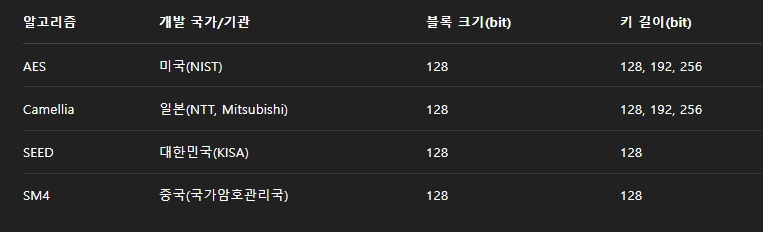 알고리즘 개발 국가/기관 블록 크기(bit) 키 길이(bit)
AES 미국(NIST) 128 128, 192, 256
Camellia 일본(NTT, Mitsubishi) 128 128, 192, 256
SEED 대한민국(KISA) 128 128
SM4 중국(국가암호관리국) 128 128